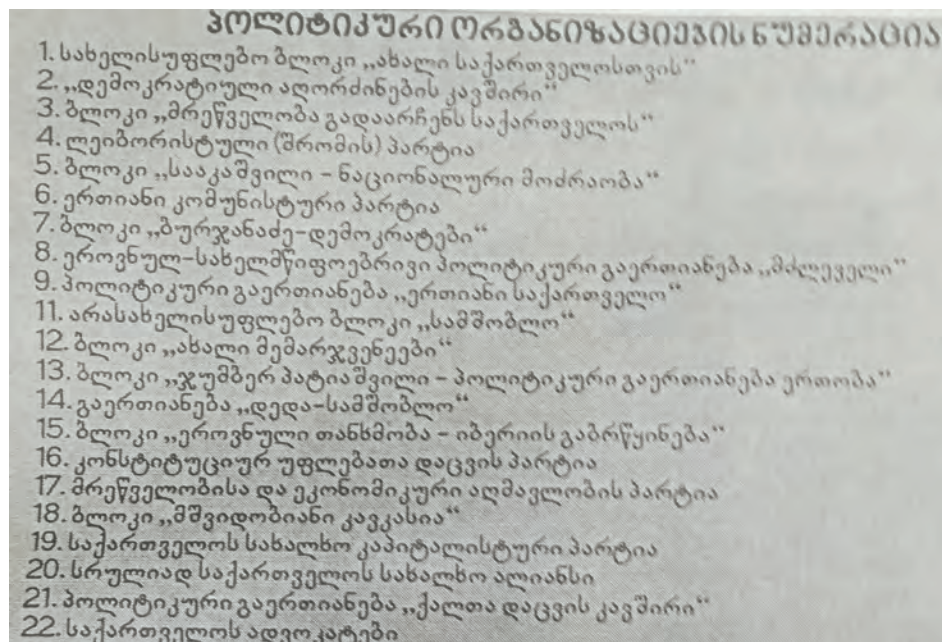 პოლიტიკური ორგანიზაციების ნუმერაცია
1. სახელისუფლებო ბლოკი „ახალი საქართველოსთვის“
2. „დემოკრატიული აღორძინების კავშირი“
3. ბლოკი „მრეწველობა გადაარჩენს საქართველოს“
4. ლეიბორისტული (შრომის) პარტია
5. ბლოკი „სააკაშვილი – ნაციონალური მოძრაობა“
6. ერთიანი კომუნისტური პარტია
7. ბლოკი „ბურჯანაძე-დემოკრატები“
8. ეროვნულ-სახელმწიფოებრივი პოლიტიკური გაერთიანება „მძლეველი“
9. პოლიტიკური გაერთიანება „ერთიანი საქართველო“
11. არასახელისუფლებო ბლოკი „სამშობლო“
12. ბლოკი „ახალი მემარჯვენეები“
13. ბლოკი „ჯუმბერ პატიაშვილი – პოლიტიკური გაერთიანება ერთობა“
14. გაერთიანება „დედა-სამშობლო“
15. ბლოკი „ეროვნული თანხმობა – იბერიის გაბრწყინება“
16. კონსტიტუციურ უფლებათა დაცვის პარტია
17. მრეწველობისა და ეკონომიკური აღმავლობის პარტია
18. ბლოკი „მშვიდობიანი კავკასია“
19. საქართველოს სახალხო კაპიტალისტური პარტია
20. სრულიად საქართველოს სახალხო ალიანსი
21. პოლიტიკური გაერთიანება „ქალთა დაცვის კავშირი“
22. საქართველოს ადვოკატები